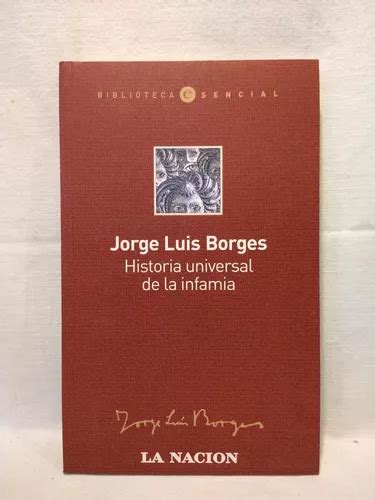 BIBLIOTECA ESENCIAL
Jorge Luis Borges
Historia universal
de la infamia
Jorge Luis Borges
LA NACION